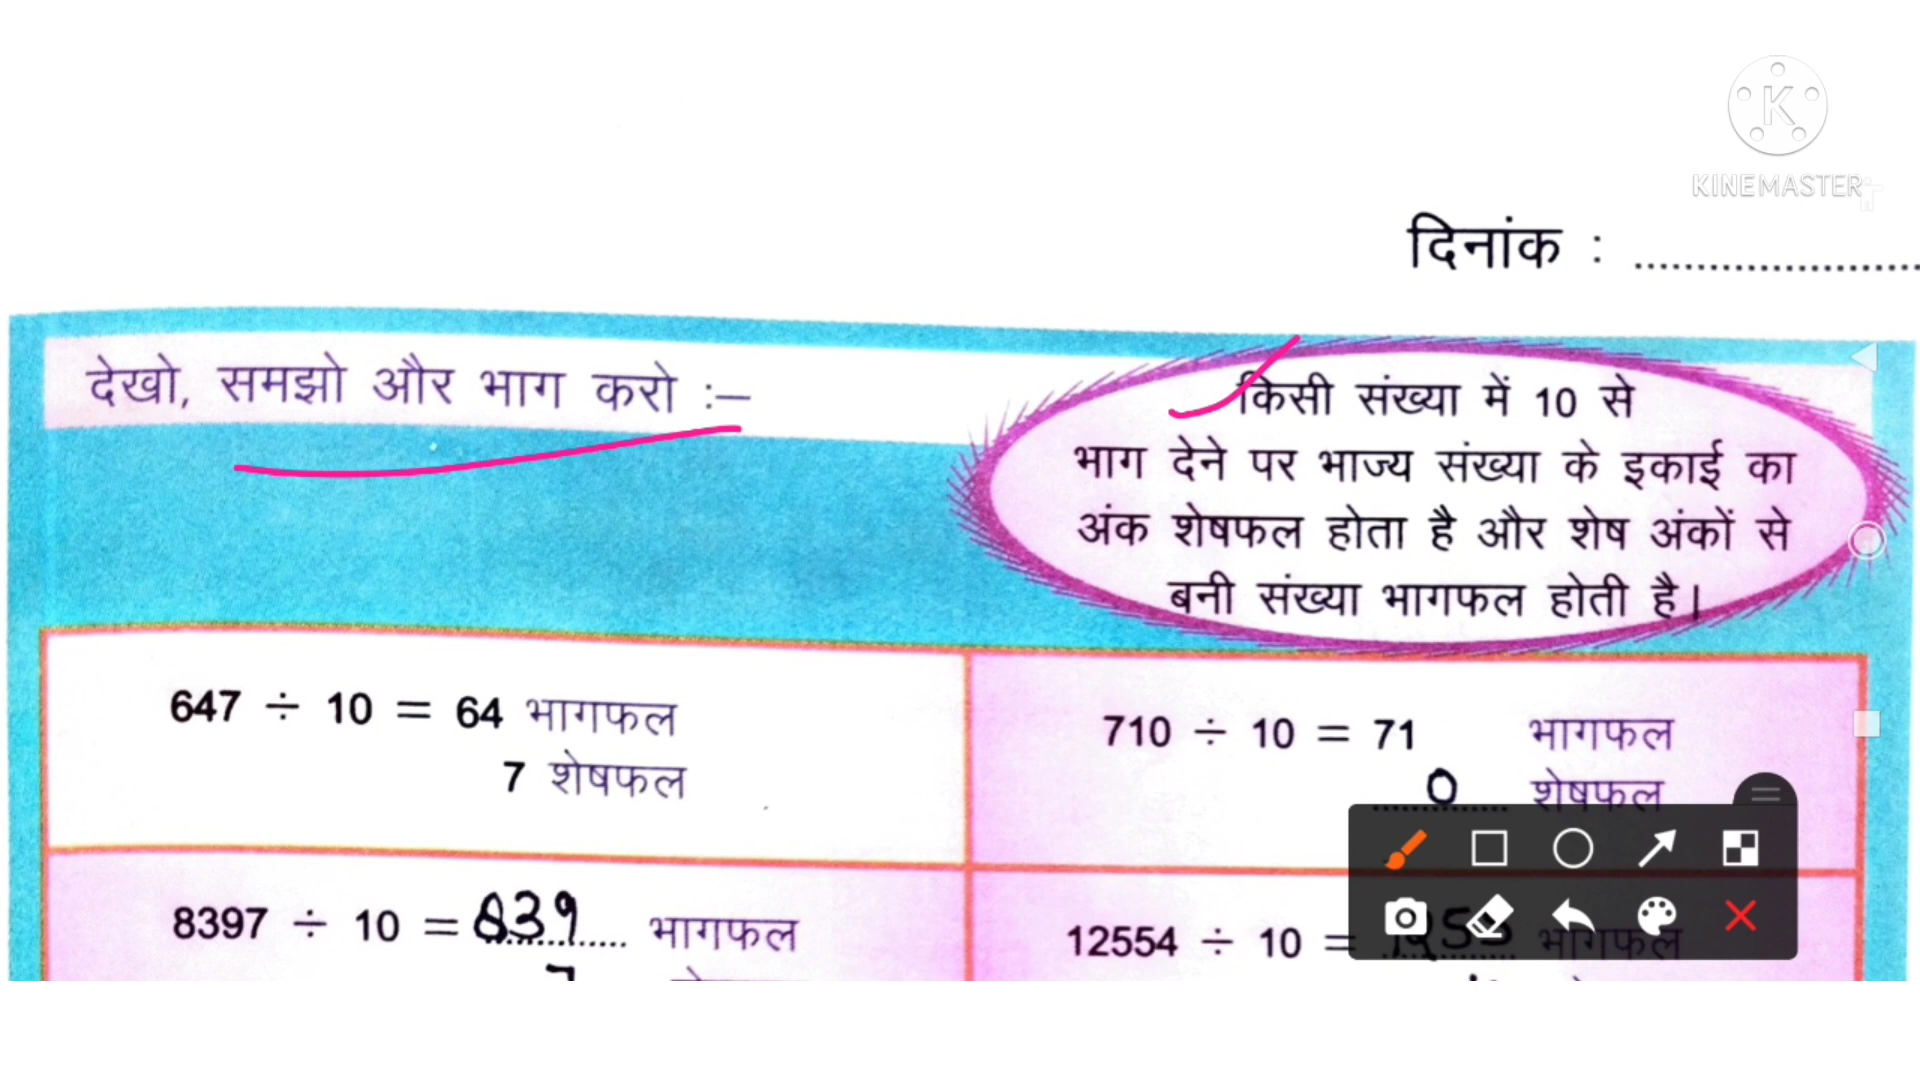 KINEMASTER
दिनांक : ....................
देखो, समझो और भाग करो :–
किसी संख्या में 10 से
भाग देने पर भाज्य संख्या के इकाई का
अंक शेषफल होता है और शेष अंकों से
बनी संख्या भागफल होती है।
647 ÷ 10 = 64 भागफल
7 शेषफल
710 ÷ 10 = 71 भागफल
0 शेषफल
8397 ÷ 10 = 839 भागफल
12554 ÷ 10 = भागफल